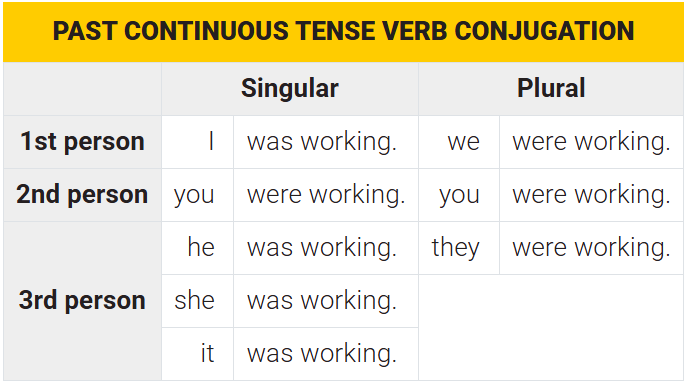 PAST CONTINUOUS TENSE VERB CONJUGATION
Singular Plural
1st person I was working. we were working.
2nd person you were working. you were working.
he was working. they were working.
3rd person she was working.
it was working.